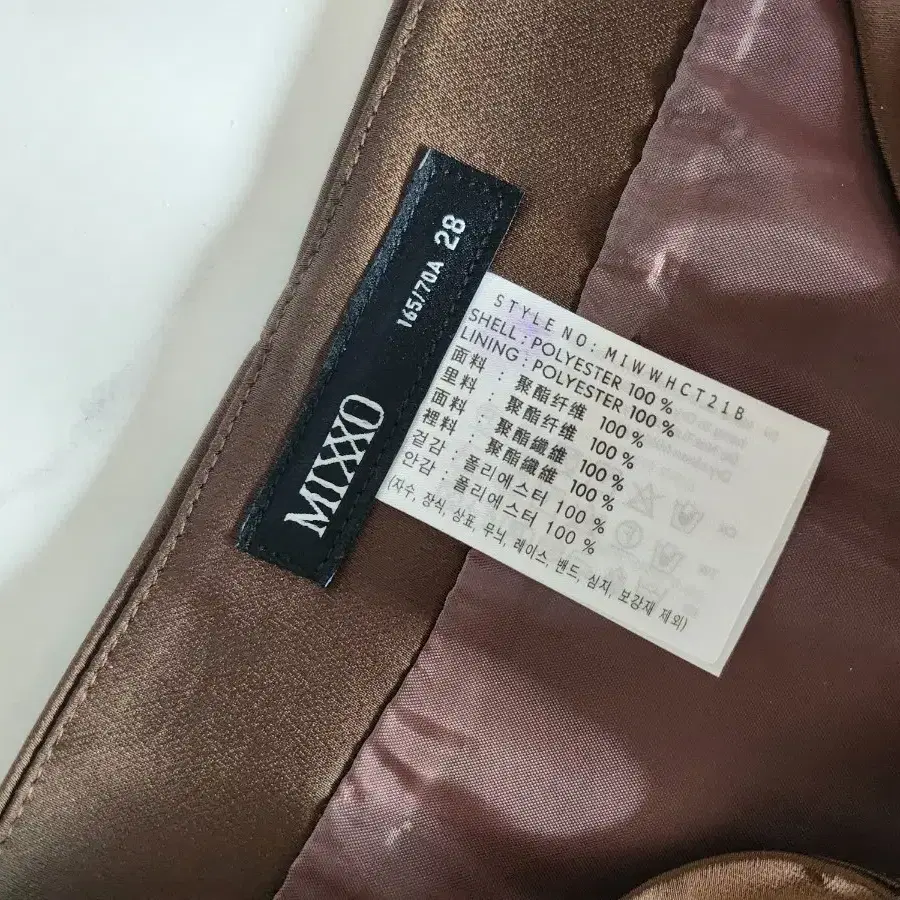 MIXXO
165/70A 28
STYLE NO: MIWWHCT21B
SHELL: POLYESTER 100%
LINING: POLYESTER 100%
面料: 聚酯纤维 100%
里料: 聚酯纤维 100%
面料: 聚酯纖維 100%
裡料: 聚酯纖維 100%
겉감: 폴리에스터 100%
안감: 폴리에스터 100%
(자수, 장식, 상표, 무늬, 레이스, 밴드, 심지, 보강재 제외)